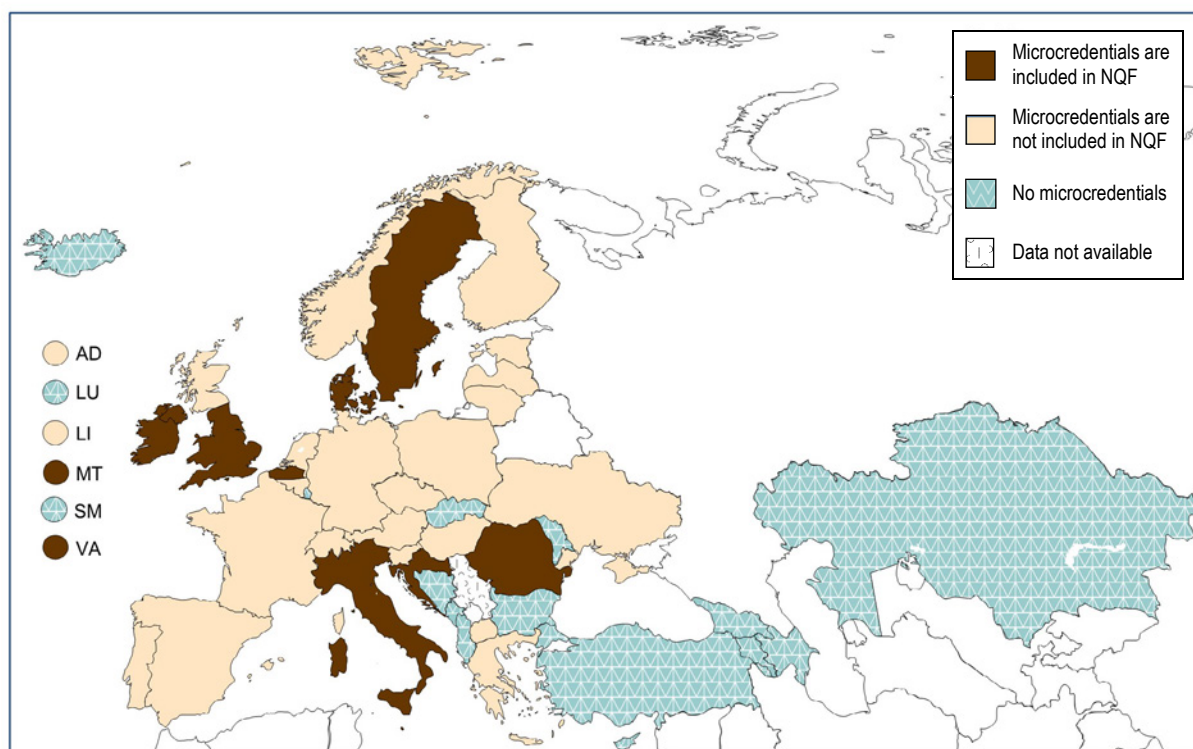 Microcredentials are
included in NQF
Microcredentials are
not included in NQF
No microcredentials
Data not available
AD
LU
LI
MT
SM
VA